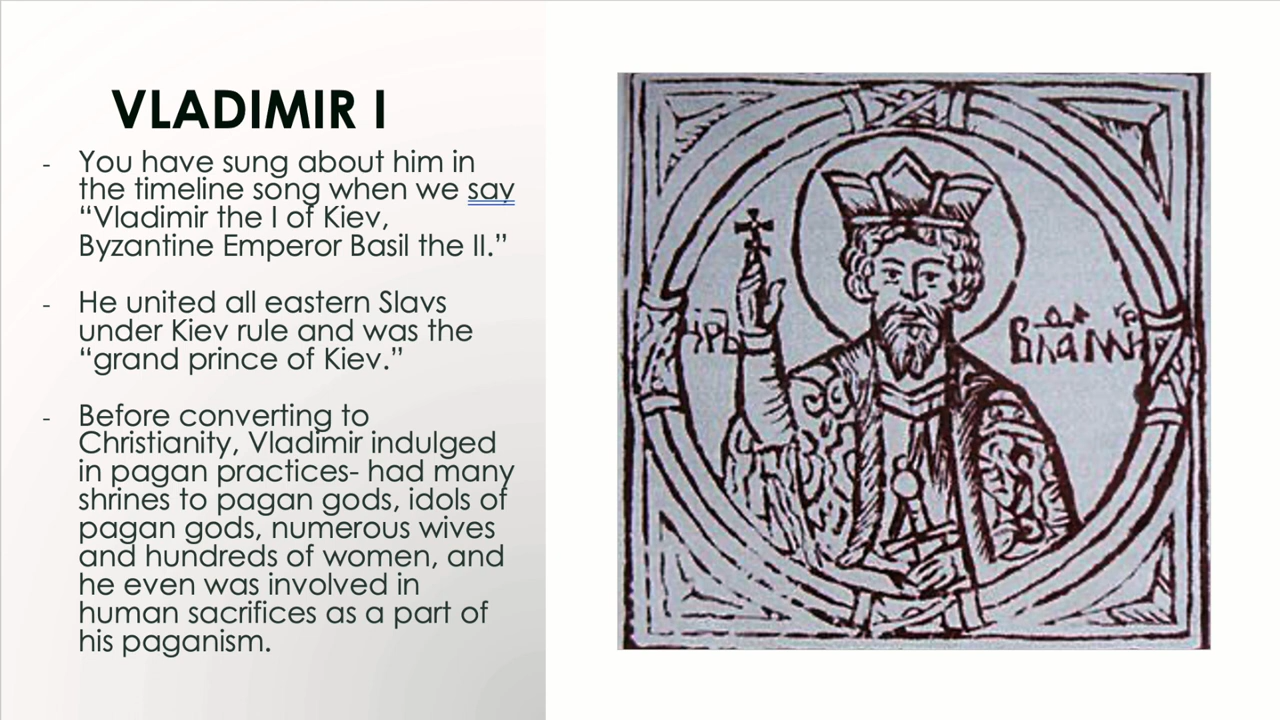 VLADIMIR I
- You have sung about him in
the timeline song when we say
“Vladimir the I of Kiev,
Byzantine Emperor Basil the II.”
- He united all eastern Slavs
under Kiev rule and was the
“grand prince of Kiev.”
- Before converting to
Christianity, Vladimir indulged
in pagan practices- had many
shrines to pagan gods, idols of
pagan gods, numerous wives
and hundreds of women, and
he even was involved in
human sacrifices as a part of
his paganism.